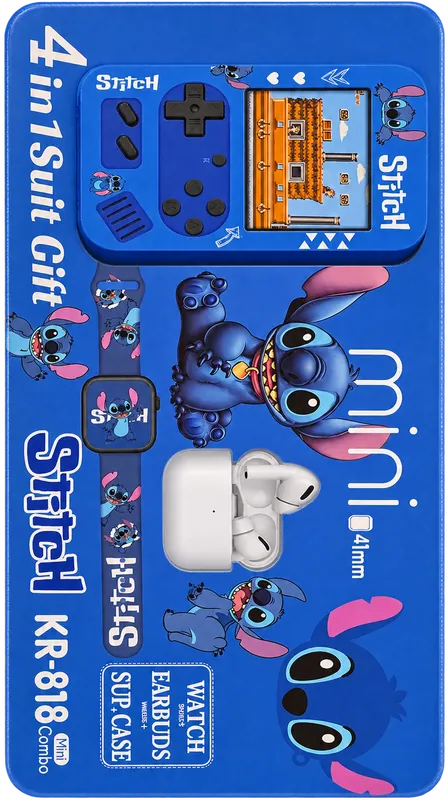 STITCH
mini
41mm
STITCH
WATCH
SERIES+
EARBUDS
SUP+CASE
STITCH
4 in 1 Suit Gift
STITCH KR-818 Mini Combo